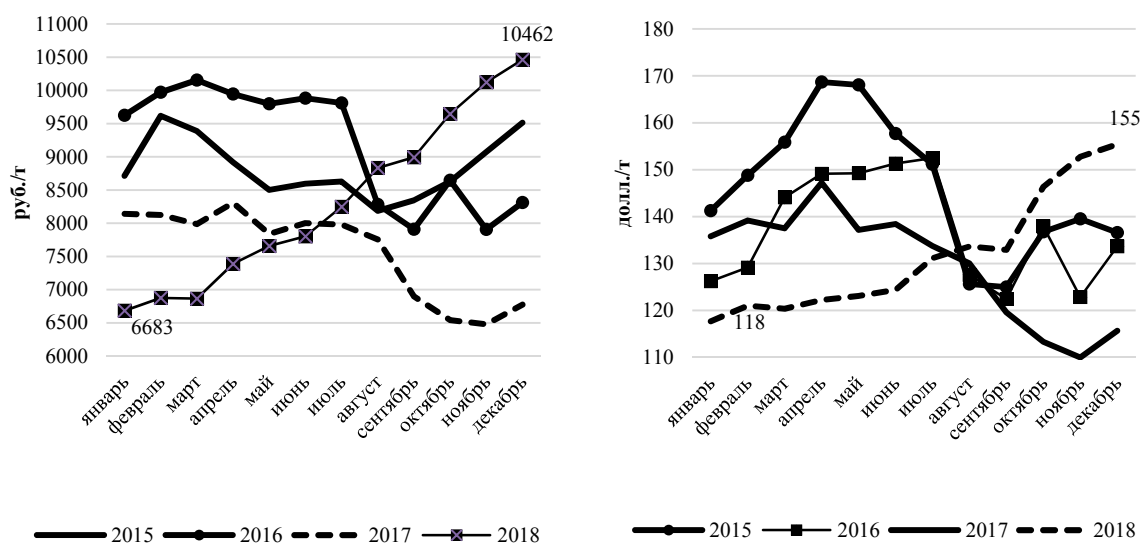 11000
10500
10000
9500
9000
8500
8000
7500
7000
6500
6000
руб./т
10462
6683
январь
февраль
март
апрель
май
июнь
июль
август
сентябрь
октябрь
ноябрь
декабрь
2015 2016 2017 2018
180
170
160
150
140
130
120
110
долл./т
155
118
январь
февраль
март
апрель
май
июнь
июль
август
сентябрь
октябрь
ноябрь
декабрь
2015 2016 2017 2018